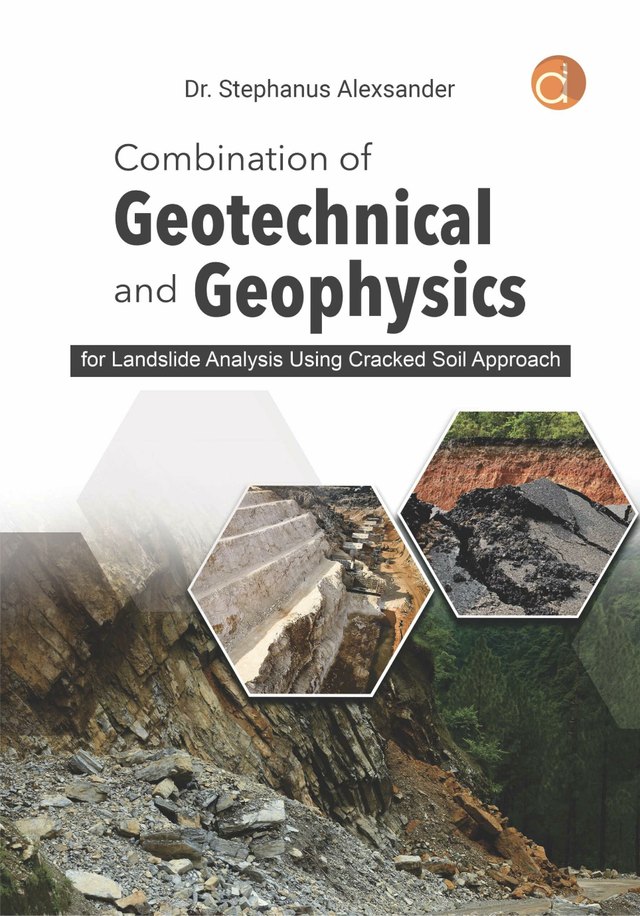 Dr. Stephanus Alexsander
d
Combination of
Geotechnical
and Geophysics
for Landslide Analysis Using Cracked Soil Approach